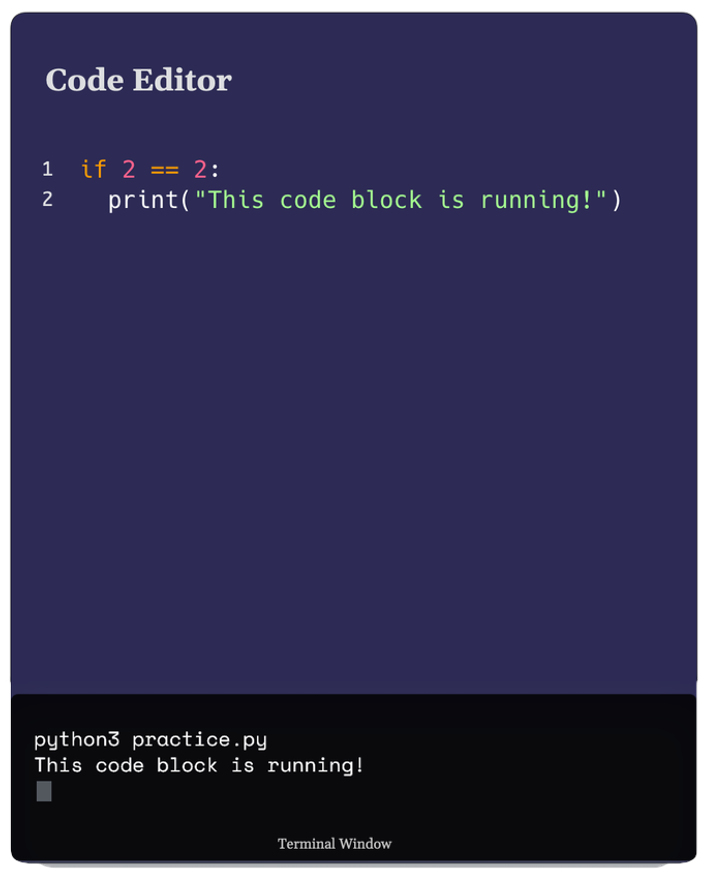 Code Editor
1 if 2 == 2:
2   print("This code block is running!")
python3 practice.py
This code block is running!
Terminal Window